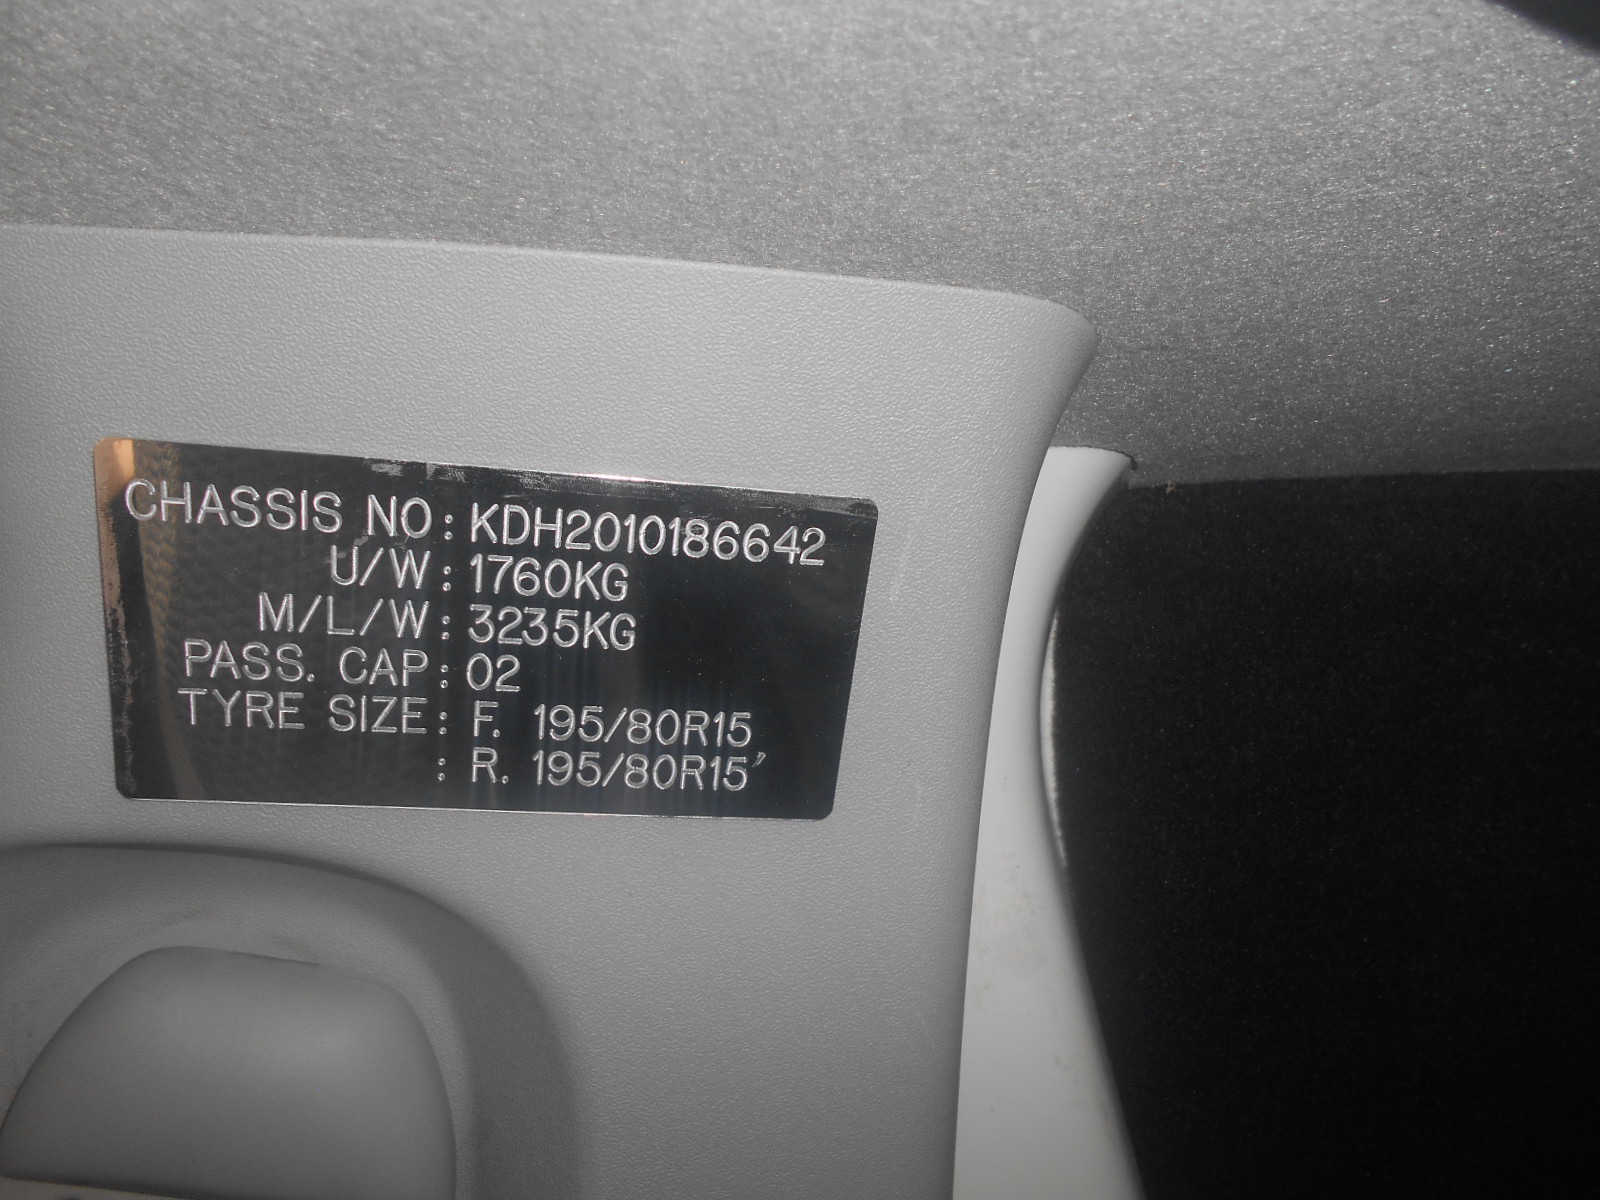 CHASSIS NO: KDH2010186642
U/W: 1760KG
M/L/W: 3235KG
PASS. CAP: 02
TYRE SIZE: F. 195/80R15
: R. 195/80R15"